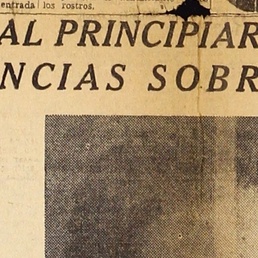 entrada los rostros.
AL PRINCIPIAR
NCIAS SOBR